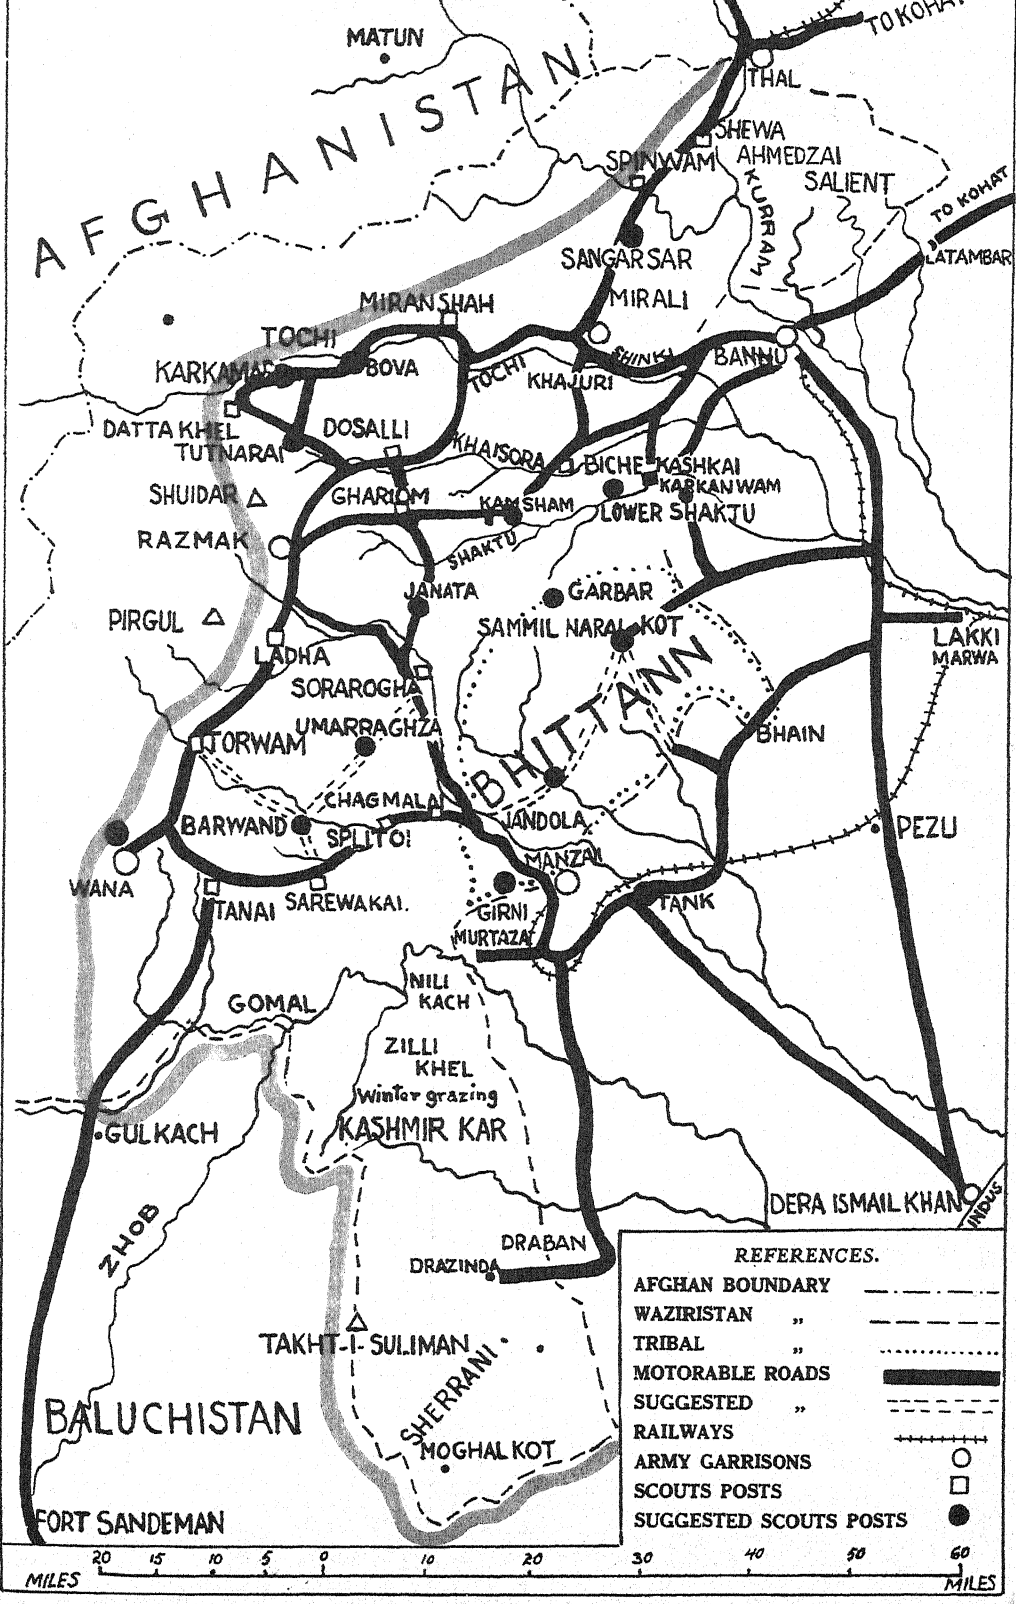 MATUN
TO KOHAT
AFGHANISTAN
THAL
SHEWA
SPINWAM
AHMEDZAI
SALIENT
KURRAM
TO KOHAT
SANGARSAR
LATAMBAR
MIRANSHAH
MIRALI
TOCHI
SHINKI
BANNU
KARKAMAR
BOYA
TOCHI
KHAJURI
DATTA KHEL
DOSALLI
TUTNARAI
KHAISORA
BICHE KASHKAI
SHUIDAR
GHARIOM
KAMSHAM
KARKANWAM
LOWER SHAKTU
RAZMAK
SHAKTU
JANATA
GARBAR
PIRGUL
SAMMIL NARAI
KOT
LADHA
LAKKI
MARWA
SORAROGHA
UMARRAGHZA
TORWAM
BHITTANN
BHAIN
CHAGMALAI
BARWAND
SPLITOI
JANDOLA
PEZU
MANZAI
WANA
TANAI
SAREWAKAI.
GIRNI
TANK
MURTAZA
GOMAL
NILI
KACH
ZILLI
KHEL
Winter grazing
KASHMIR KAR
GULKACH
ZHOB
DERA ISMAIL KHAN
INDUS
DRABAN
DRAZINDA
TAKHT-I-SULIMAN
SHERRANI
BALUCHISTAN
MOGHAL KOT
FORT SANDEMAN
REFERENCES.
AFGHAN BOUNDARY
WAZIRISTAN „
TRIBAL „
MOTORABLE ROADS
SUGGESTED „
RAILWAYS
ARMY GARRISONS
SCOUTS POSTS
SUGGESTED SCOUTS POSTS
20 15 10 5 0 10 20 30 40 50 60
MILES MILES